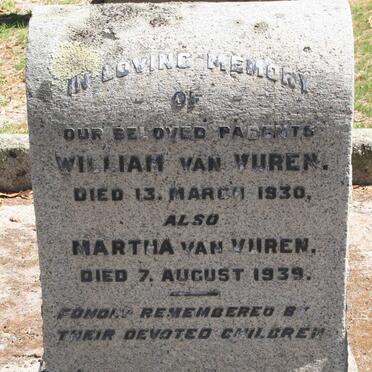 IN LOVING MEMORY
OF
OUR BELOVED PARENTS
WILLIAM VAN VUREN.
DIED 13. MARCH 1930,
ALSO
MARTHA VAN VUREN.
DIED 7. AUGUST 1939.
FONDLY REMEMBERED BY
THEIR DEVOTED CHILDREN